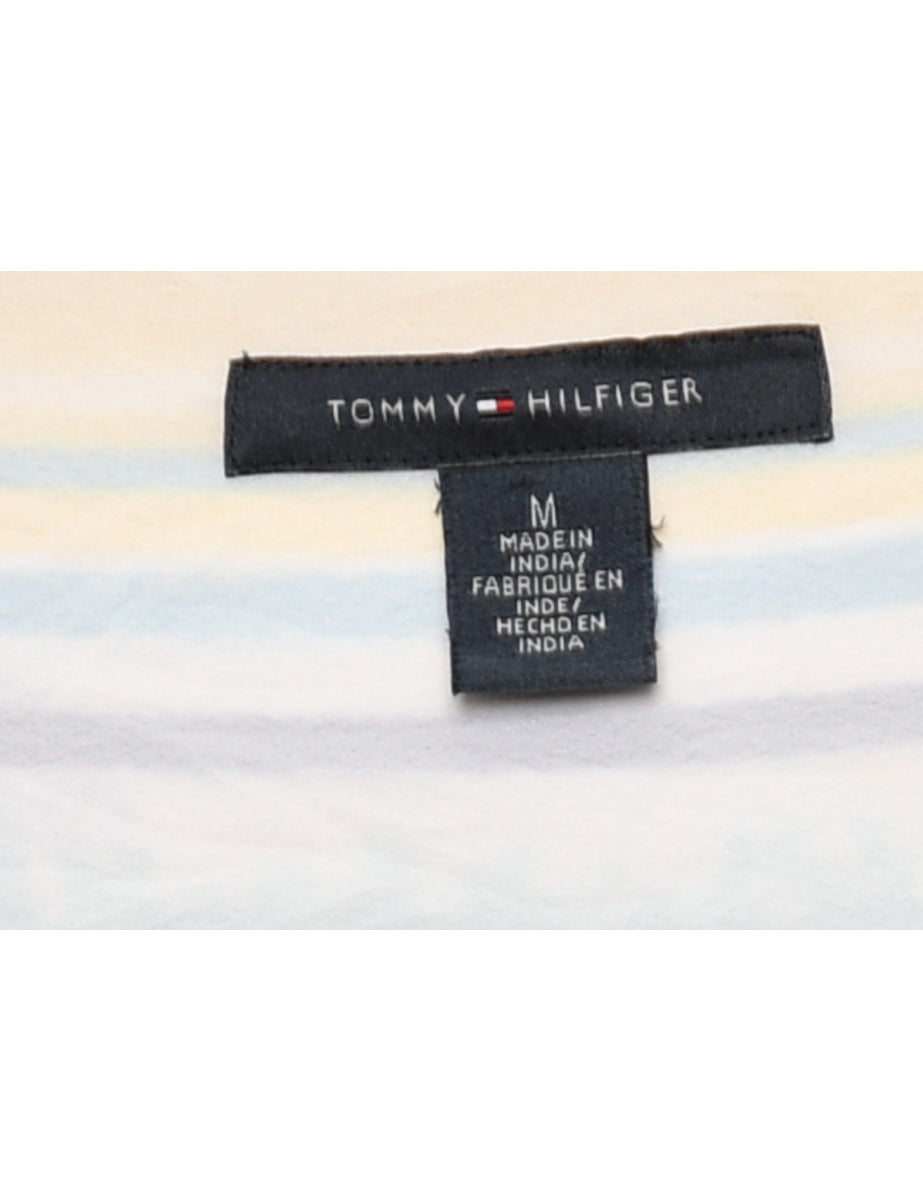 TOMMY HILFIGER
M
MADE IN
INDIA/
FABRIQUÉ EN
INDE/
HECHO EN
INDIA